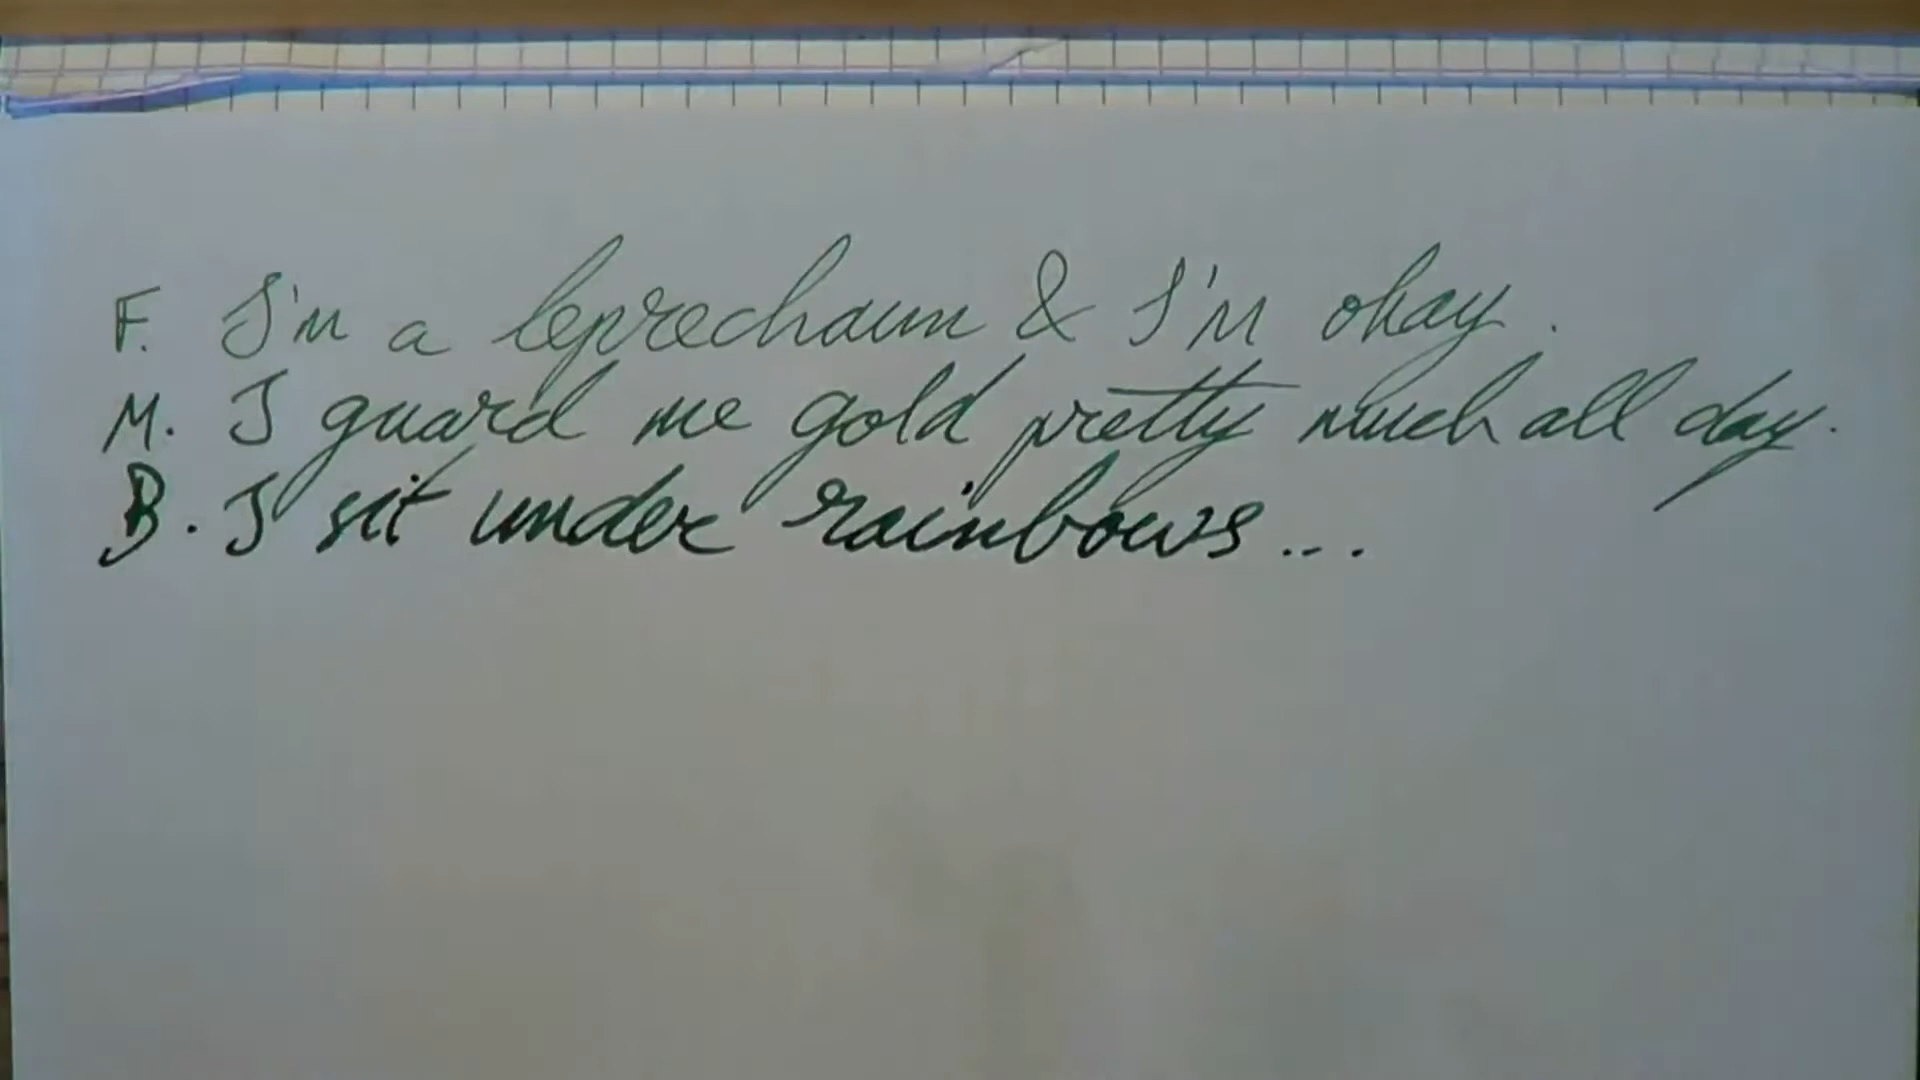 F. I'm a leprechaun & I'm okay.
M. I guard me gold pretty much all day.
B. I sit under rainbows...